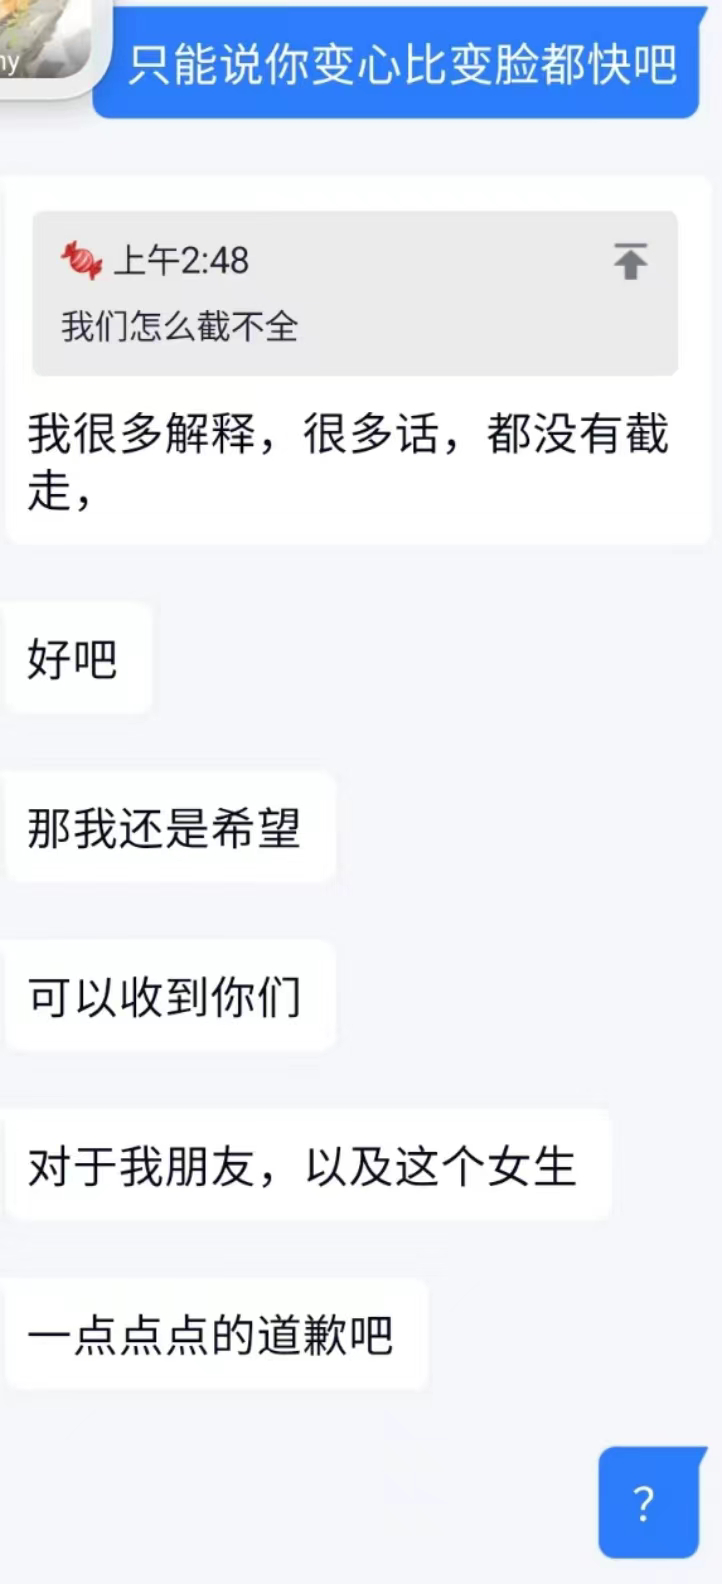 ny
只能说你变心比变脸都快吧
上午2:48
我们怎么截不全
我很多解释，很多话，都没有截
走，
好吧
那我还是希望
可以收到你们
对于我朋友，以及这个女生
一点点点的道歉吧
？